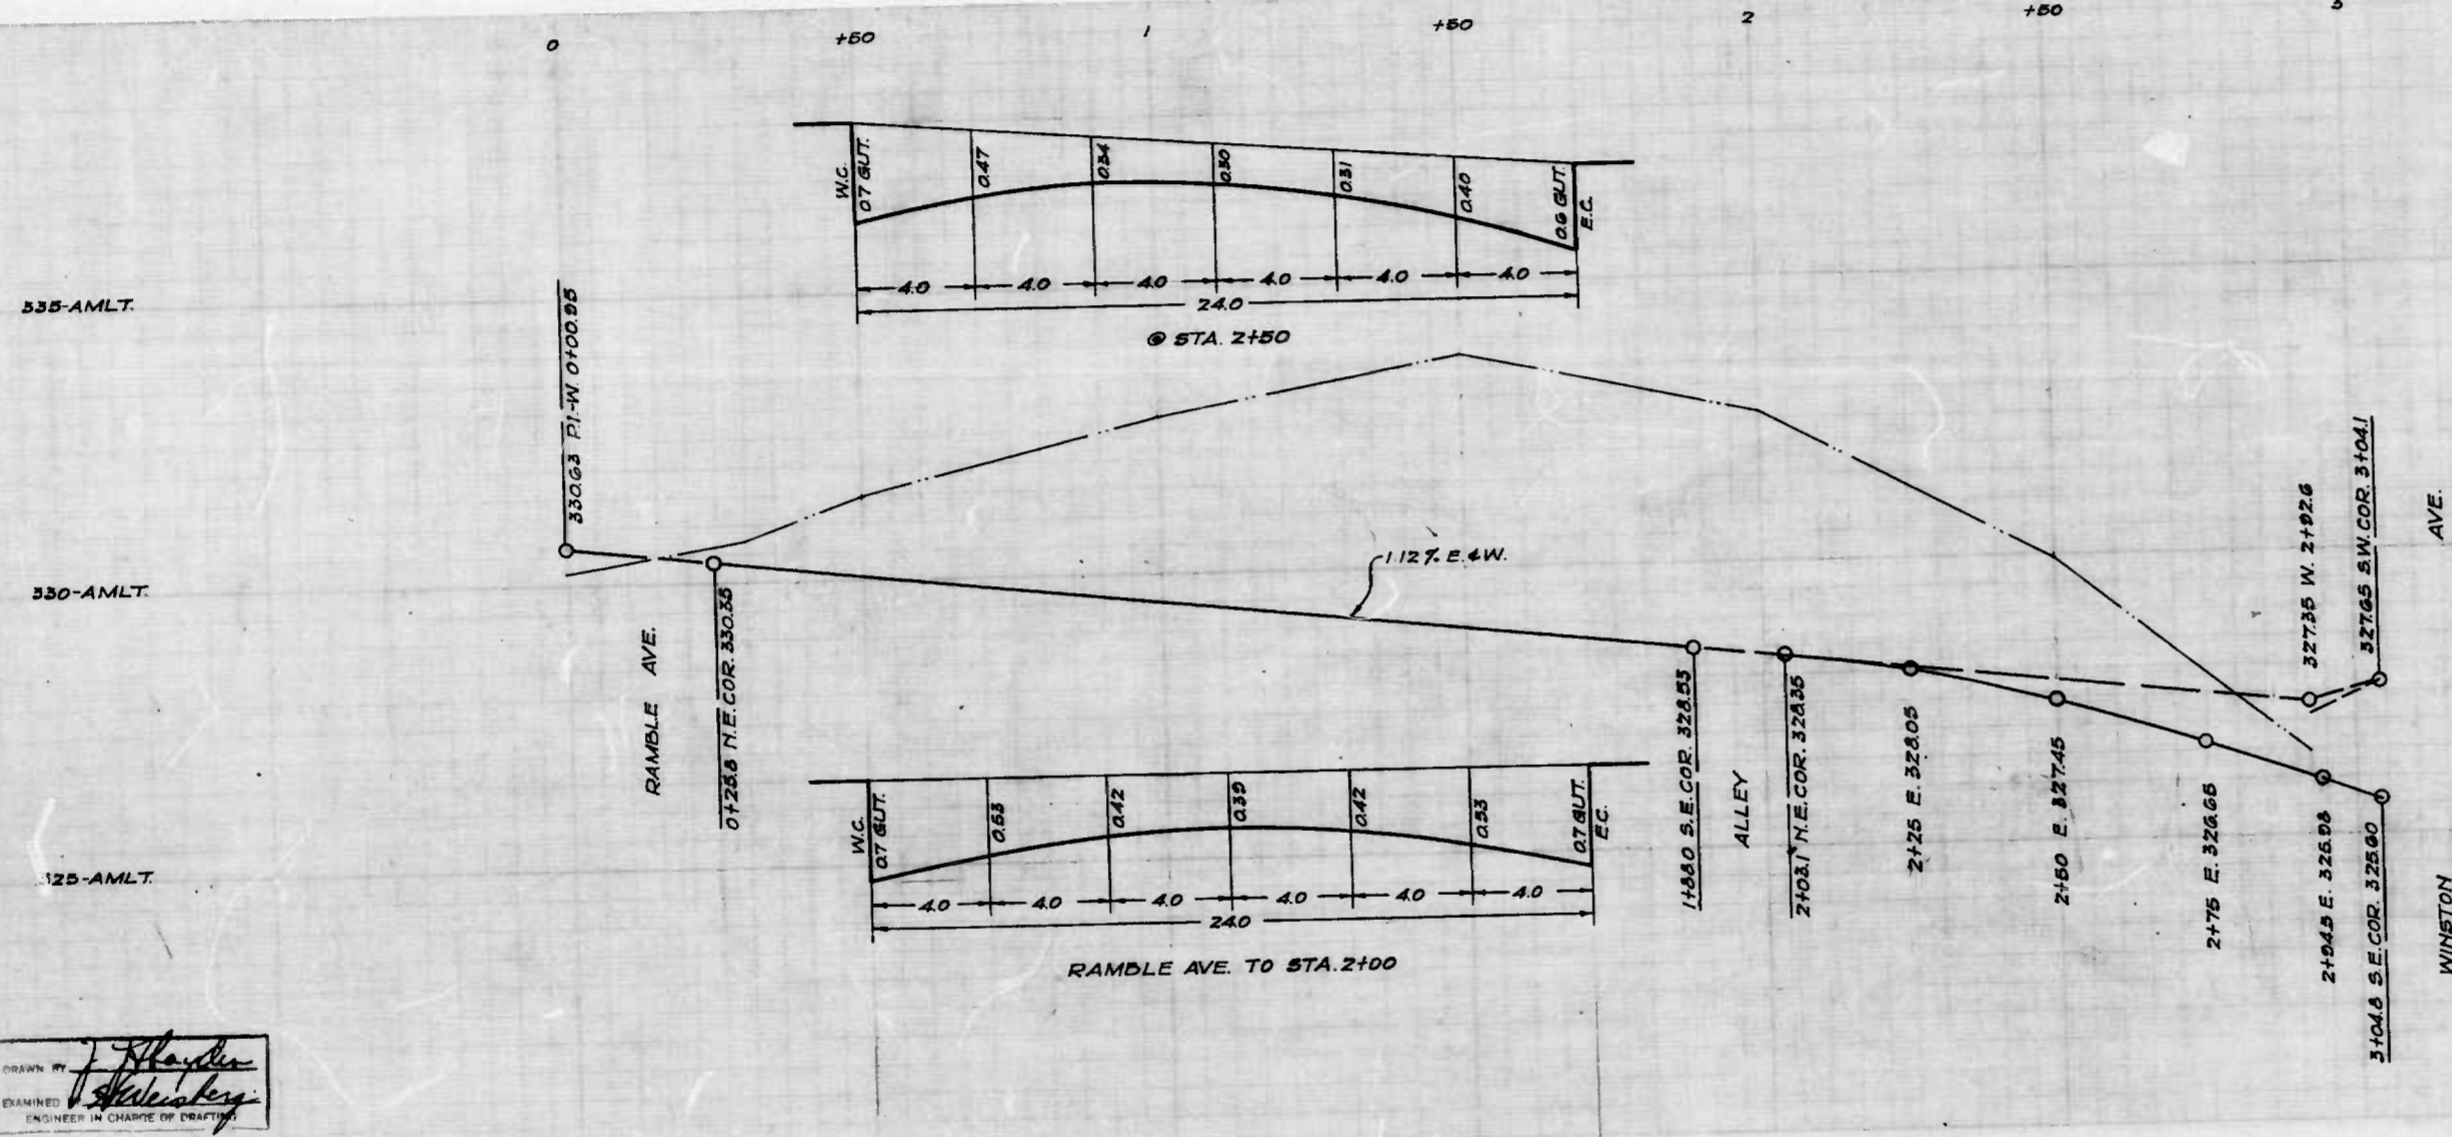 0
+50
1
+50
2
+50
3
W.C.
0.7 GUT.
0.47
0.34
0.30
0.31
0.40
0.6 GUT.
E.C.
4.0 4.0 4.0 4.0 4.0 4.0
24.0
@ STA. 2+50
335-AMLT.
330-AMLT.
325-AMLT.
330.63 P.I.-W. 0+00.95
RAMBLE AVE.
0+25.8 N.E.COR. 330.35
1.12% E.&W.
W.C.
0.7 GUT.
0.53
0.42
0.39
0.42
0.53
0.7 GUT.
E.C.
4.0 4.0 4.0 4.0 4.0 4.0
24.0
RAMBLE AVE. TO STA.2+00
1+88.0 S.E.COR. 328.53
ALLEY
2+03.1 N.E.COR. 328.35
2+25 E. 328.05
2+50 E. 327.45
2+75 E. 326.65
327.35 W. 2+92.6
327.65 S.W.COR. 3+04.1
2+94.3 E. 325.98
3+04.8 S.E.COR. 325.60
WINSTON AVE.
DRAWN BY
EXAMINED
ENGINEER IN CHARGE OF DRAFTING